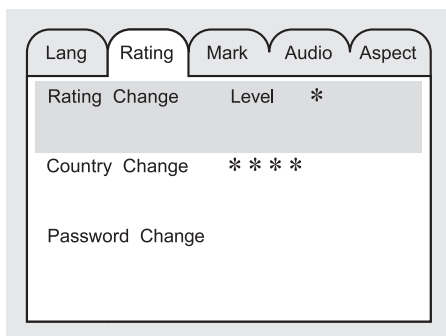 Lang Rating Mark Audio Aspect
Rating Change Level *
Country Change * * * *
Password Change